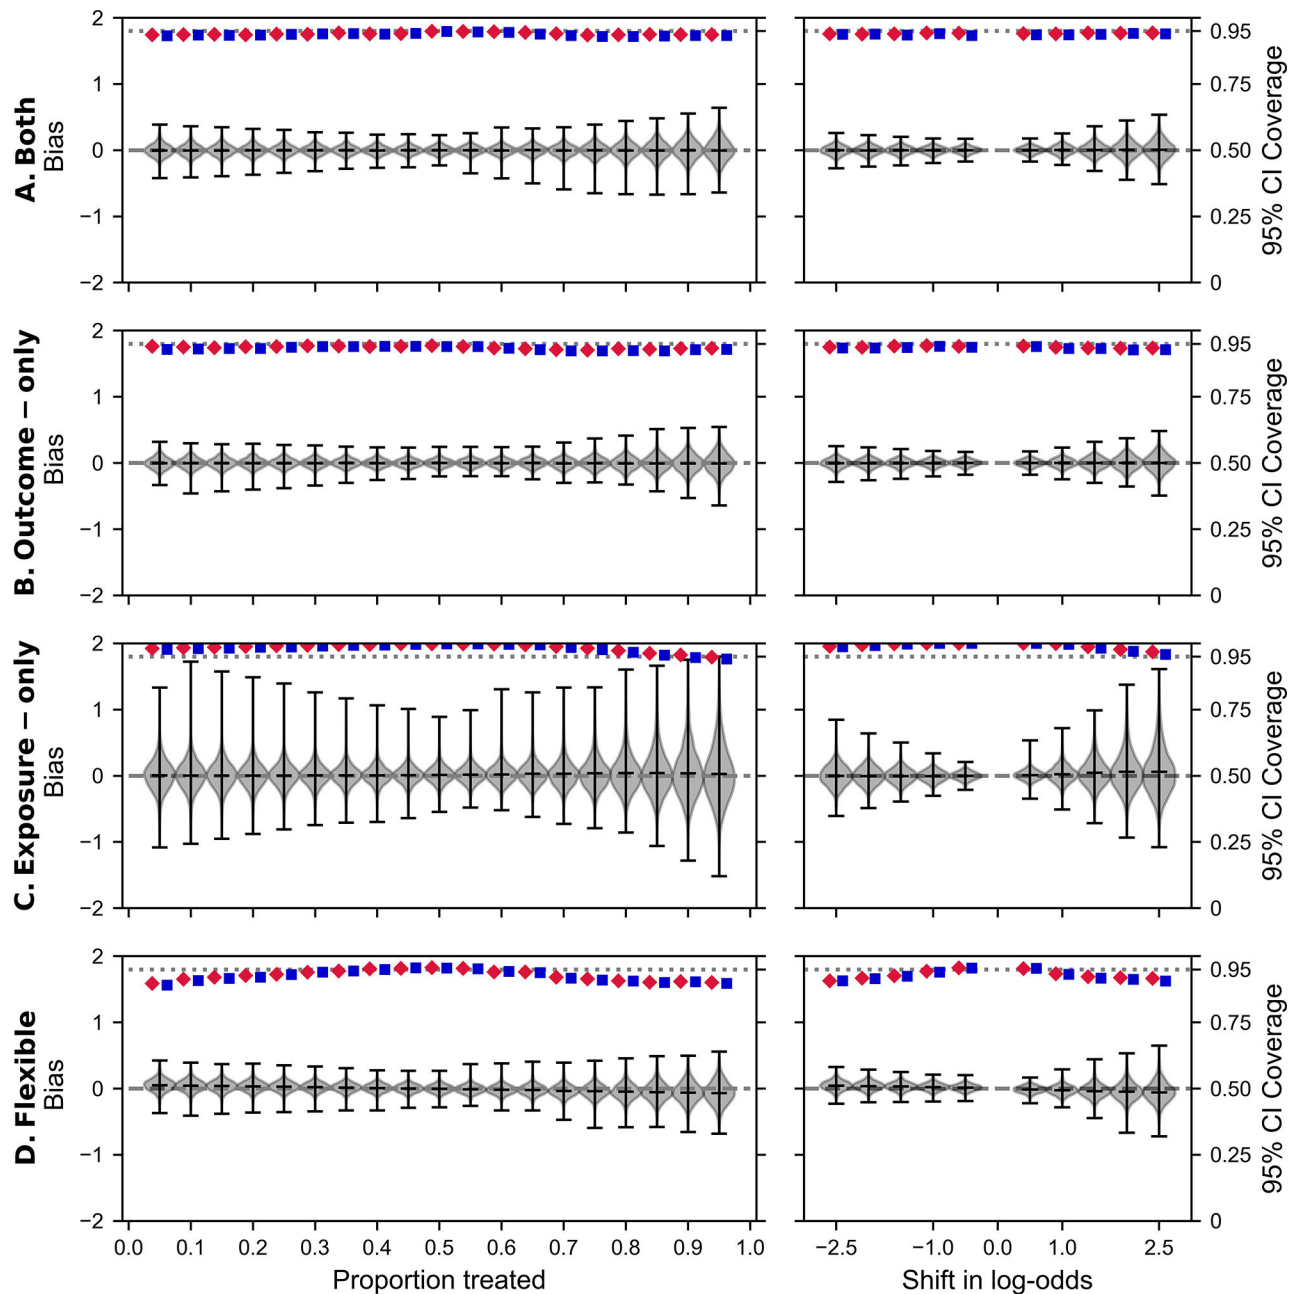 A. Both
Bias
2
1
0
−1
−2
0.95
0.75
0.50
0.25
0
95% CI Coverage
B. Outcome − only
Bias
2
1
0
−1
−2
0.95
0.75
0.50
0.25
0
95% CI Coverage
C. Exposure − only
Bias
2
1
0
−1
−2
0.95
0.75
0.50
0.25
0
95% CI Coverage
D. Flexible
Bias
2
1
0
−1
−2
0.95
0.75
0.50
0.25
0
95% CI Coverage
0.0 0.1 0.2 0.3 0.4 0.5 0.6 0.7 0.8 0.9 1.0
Proportion treated
−2.5 −1.0 0.0 1.0 2.5
Shift in log-odds